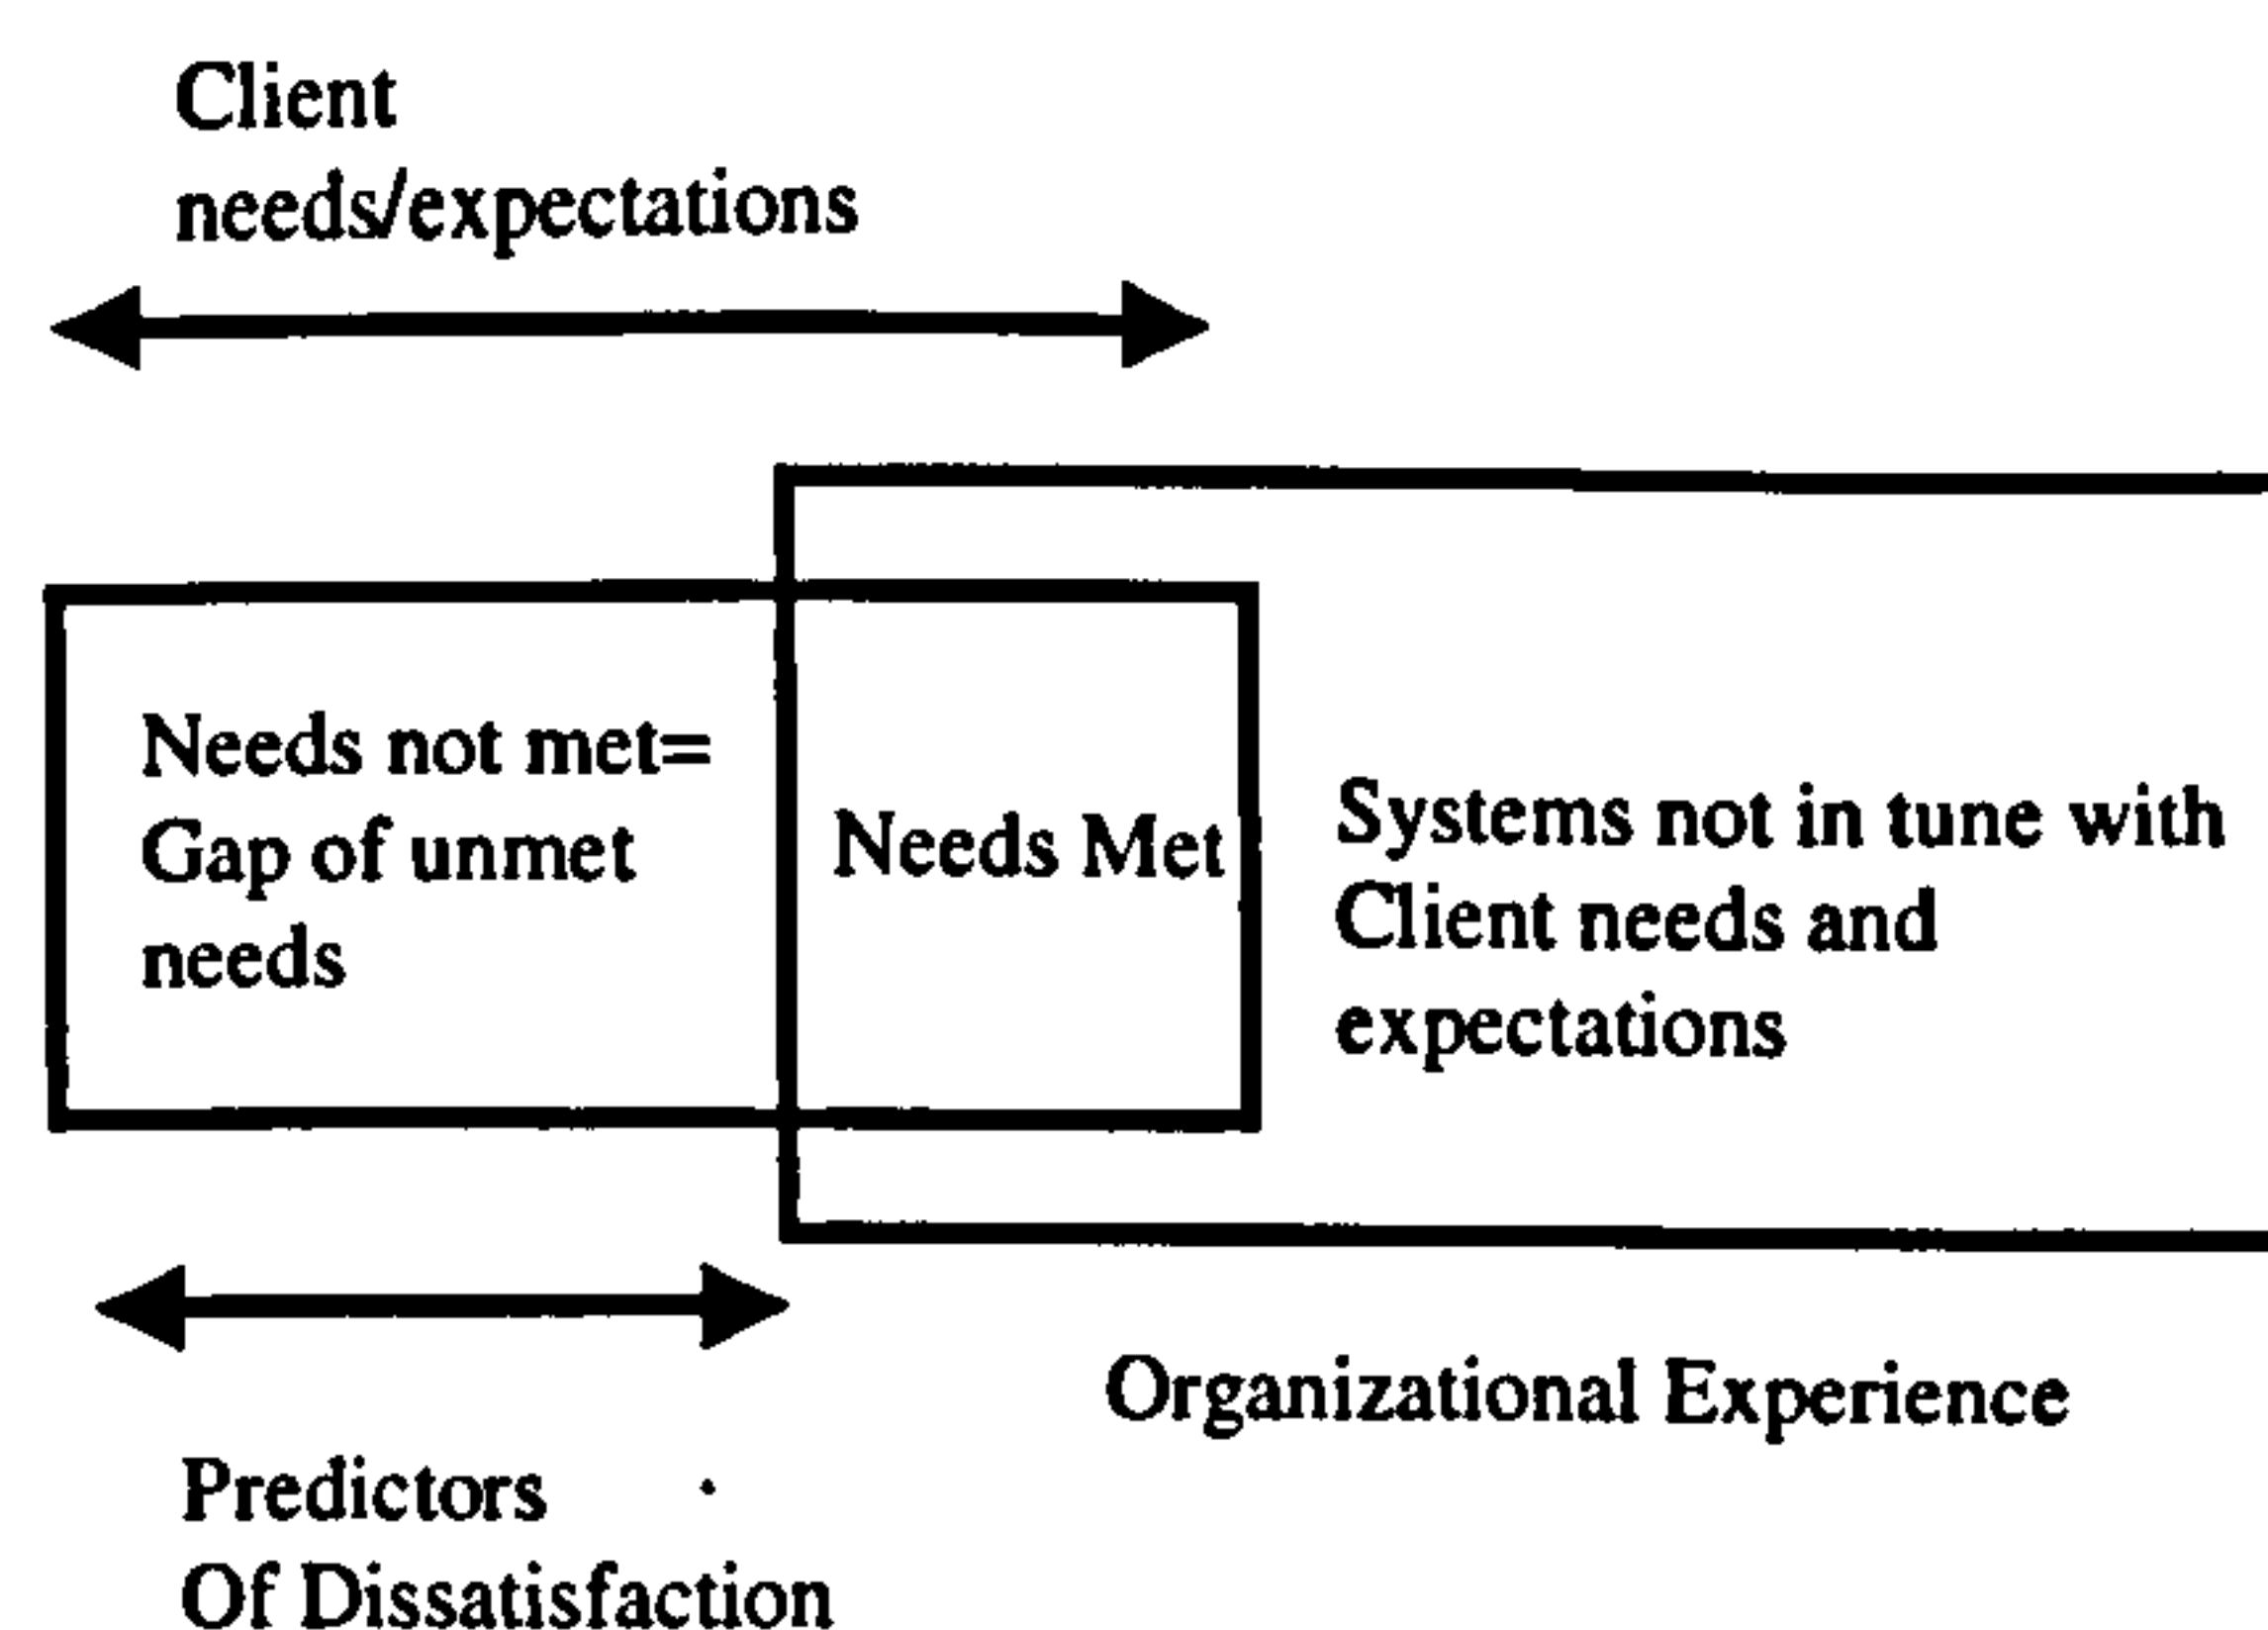 Client
needs/expectations
Needs not met=
Gap of unmet
needs
Needs Met
Systems not in tune with
Client needs and
expectations
Organizational Experience
Predictors
Of Dissatisfaction